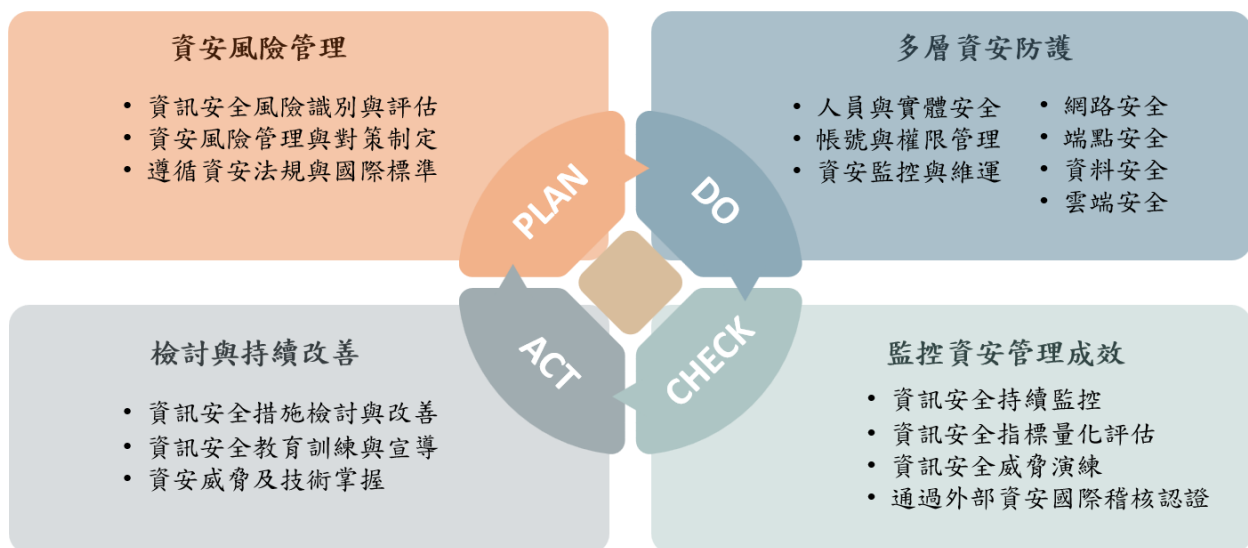 資安風險管理
• 資訊安全風險識別與評估
• 資安風險管理與對策制定
• 遵循資安法規與國際標準
PLAN
多層資安防護
• 人員與實體安全
• 帳號與權限管理
• 資安監控與維運
• 網路安全
• 端點安全
• 資料安全
• 雲端安全
DO
檢討與持續改善
• 資訊安全措施檢討與改善
• 資訊安全教育訓練與宣導
• 資安威脅及技術掌握
ACT
監控資安管理成效
• 資訊安全持續監控
• 資訊安全指標量化評估
• 資訊安全威脅演練
• 通過外部資安國際稽核認證
CHECK